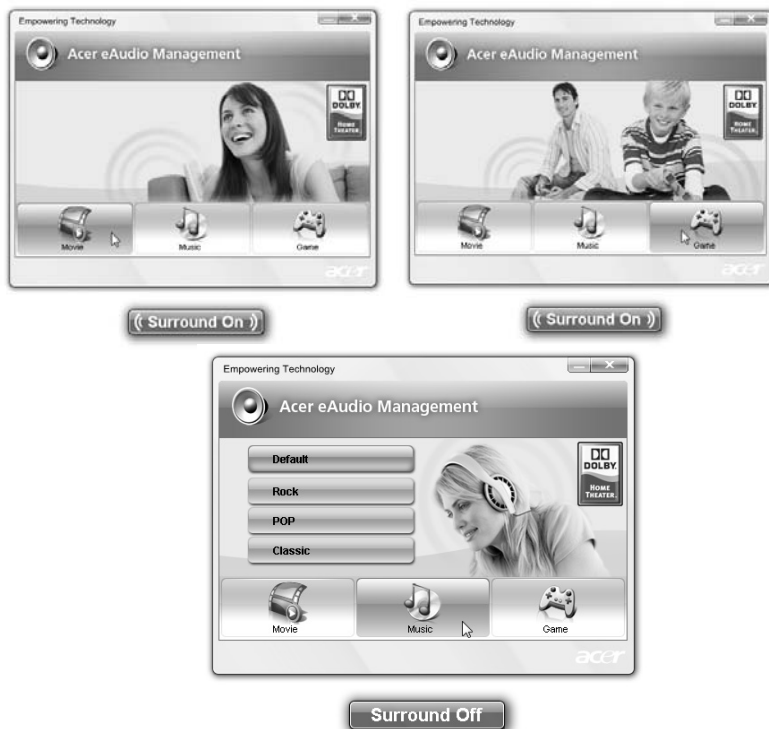 Empowering Technology
Acer eAudio Management
DOLBY
HOME
THEATER
Movie
Music
Game
acer
Empowering Technology
Acer eAudio Management
DOLBY
HOME
THEATER
Movie
Music
Game
acer
(( Surround On ))
(( Surround On ))
Empowering Technology
Acer eAudio Management
Default
Rock
POP
Classic
DOLBY
HOME
THEATER
Movie
Music
Game
acer
Surround Off